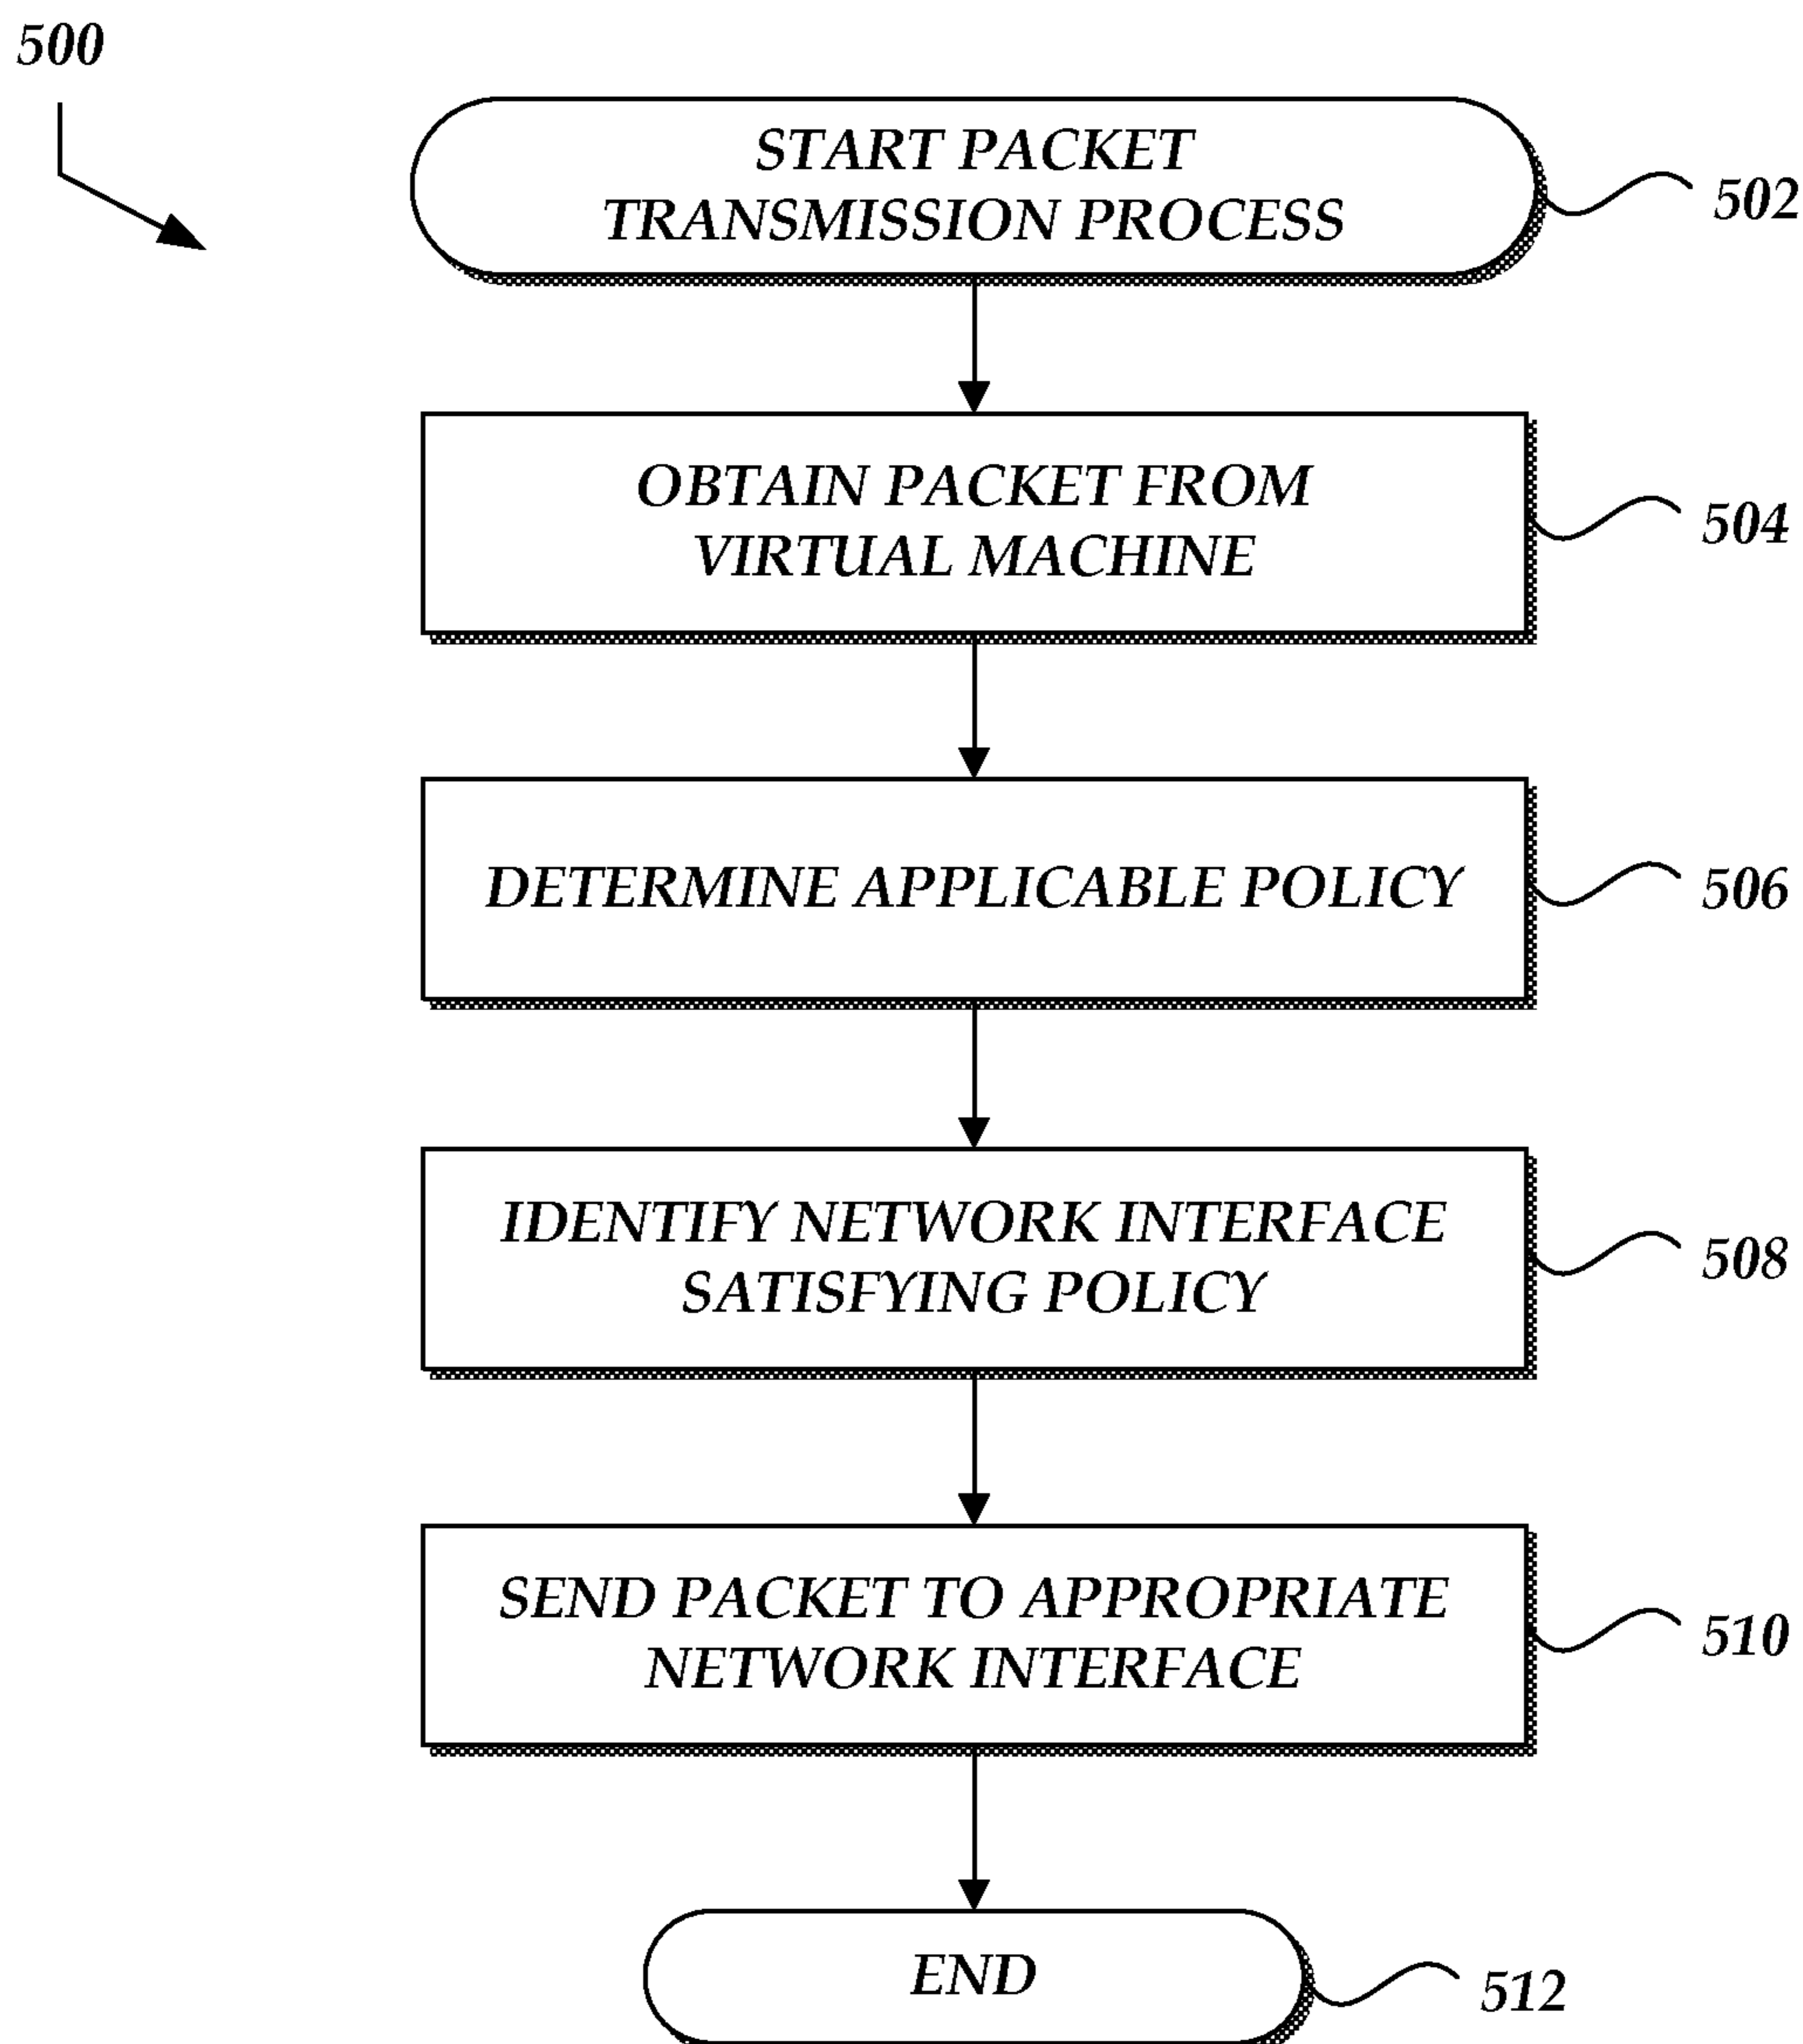 500
START PACKET
TRANSMISSION PROCESS
502
OBTAIN PACKET FROM
VIRTUAL MACHINE
504
DETERMINE APPLICABLE POLICY
506
IDENTIFY NETWORK INTERFACE
SATISFYING POLICY
508
SEND PACKET TO APPROPRIATE
NETWORK INTERFACE
510
END
512